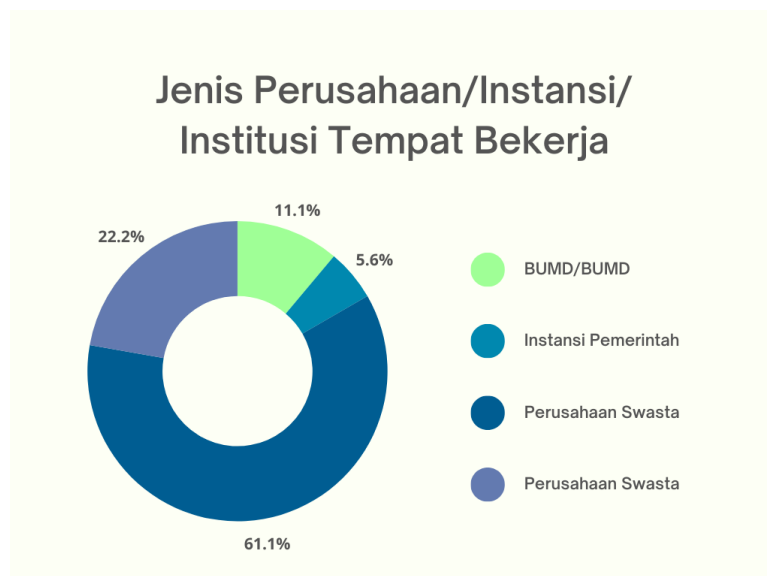 Jenis Perusahaan/Instansi/
Institusi Tempat Bekerja
11.1%
22.2%
5.6%
BUMD/BUMD
Instansi Pemerintah
Perusahaan Swasta
Perusahaan Swasta
61.1%